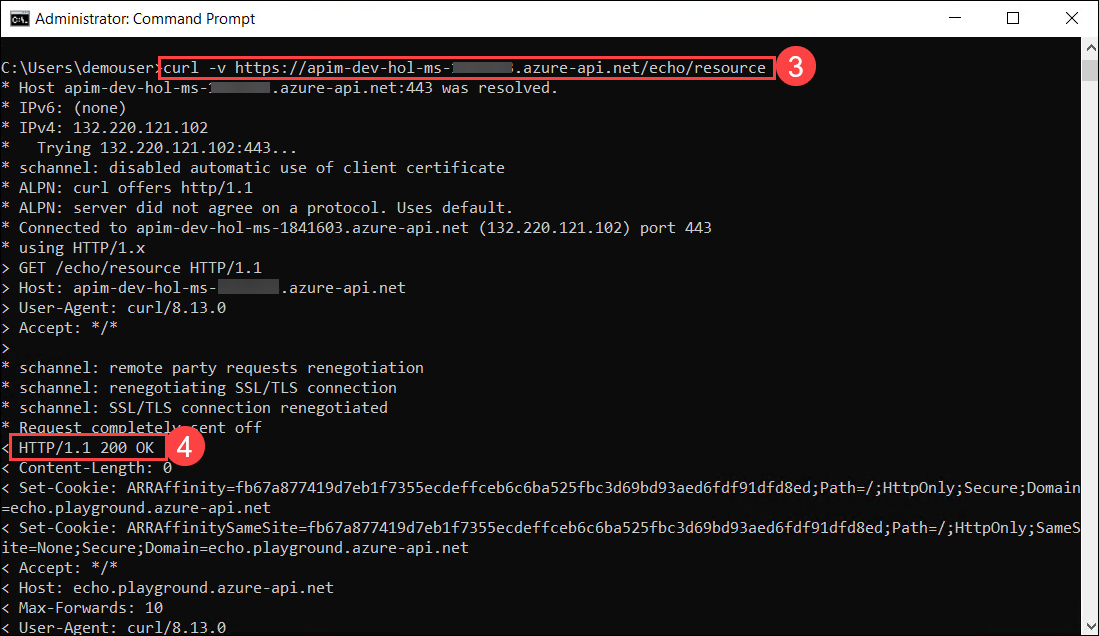 Administrator: Command Prompt
C:\Users\demouser>curl -v https://apim-dev-hol-ms-.azure-api.net/echo/resource 3
* Host apim-dev-hol-ms-.azure-api.net:443 was resolved.
* IPv6: (none)
* IPv4: 132.220.121.102
*   Trying 132.220.121.102:443...
* schannel: disabled automatic use of client certificate
* ALPN: curl offers http/1.1
* ALPN: server did not agree on a protocol. Uses default.
* Connected to apim-dev-hol-ms-1841603.azure-api.net (132.220.121.102) port 443
* using HTTP/1.x
> GET /echo/resource HTTP/1.1
> Host: apim-dev-hol-ms-.azure-api.net
> User-Agent: curl/8.13.0
> Accept: */*
>
* schannel: remote party requests renegotiation
* schannel: renegotiating SSL/TLS connection
* schannel: SSL/TLS connection renegotiated
* Request completely sent off
< HTTP/1.1 200 OK 4
< Content-Length: 0
< Set-Cookie: ARRAffinity=fb67a877419d7eb1f7355ecdeffceb6c6ba525fbc3d69bd93aed6fdf91dfd8ed;Path=/;HttpOnly;Secure;Domain
=echo.playground.azure-api.net
< Set-Cookie: ARRAffinitySameSite=fb67a877419d7eb1f7355ecdeffceb6c6ba525fbc3d69bd93aed6fdf91dfd8ed;Path=/;HttpOnly;SameS
ite=None;Secure;Domain=echo.playground.azure-api.net
< Accept: */*
< Host: echo.playground.azure-api.net
< Max-Forwards: 10
< User-Agent: curl/8.13.0